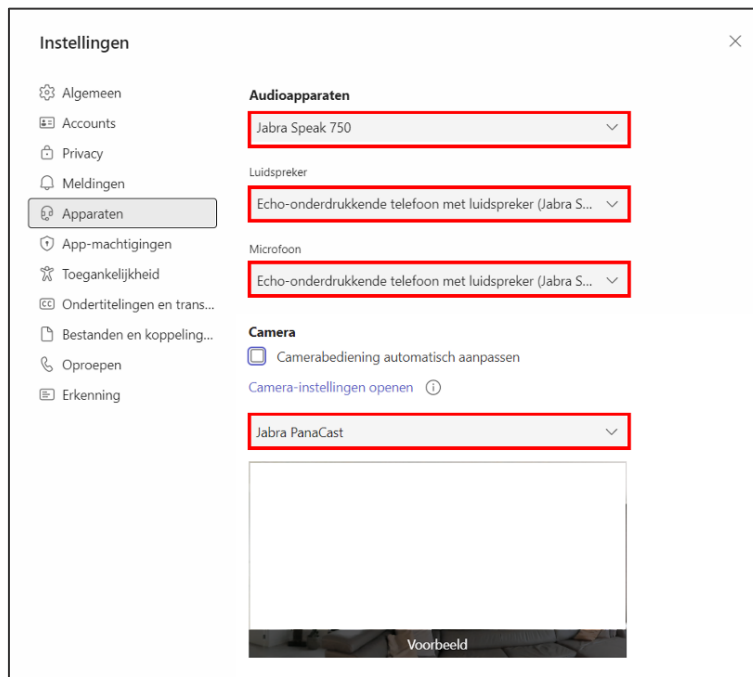 Instellingen
Algemeen
Accounts
Privacy
Meldingen
Apparaten
App-machtigingen
Toegankelijkheid
Ondertitelingen en trans...
Bestanden en koppeling...
Oproepen
Erkenning
Audioapparaten
Jabra Speak 750
Luidspreker
Echo-onderdrukkende telefoon met luidspreker (Jabra S...
Microfoon
Echo-onderdrukkende telefoon met luidspreker (Jabra S...
Camera
Camerabediening automatisch aanpassen
Camera-instellingen openen
Jabra PanaCast
Voorbeeld